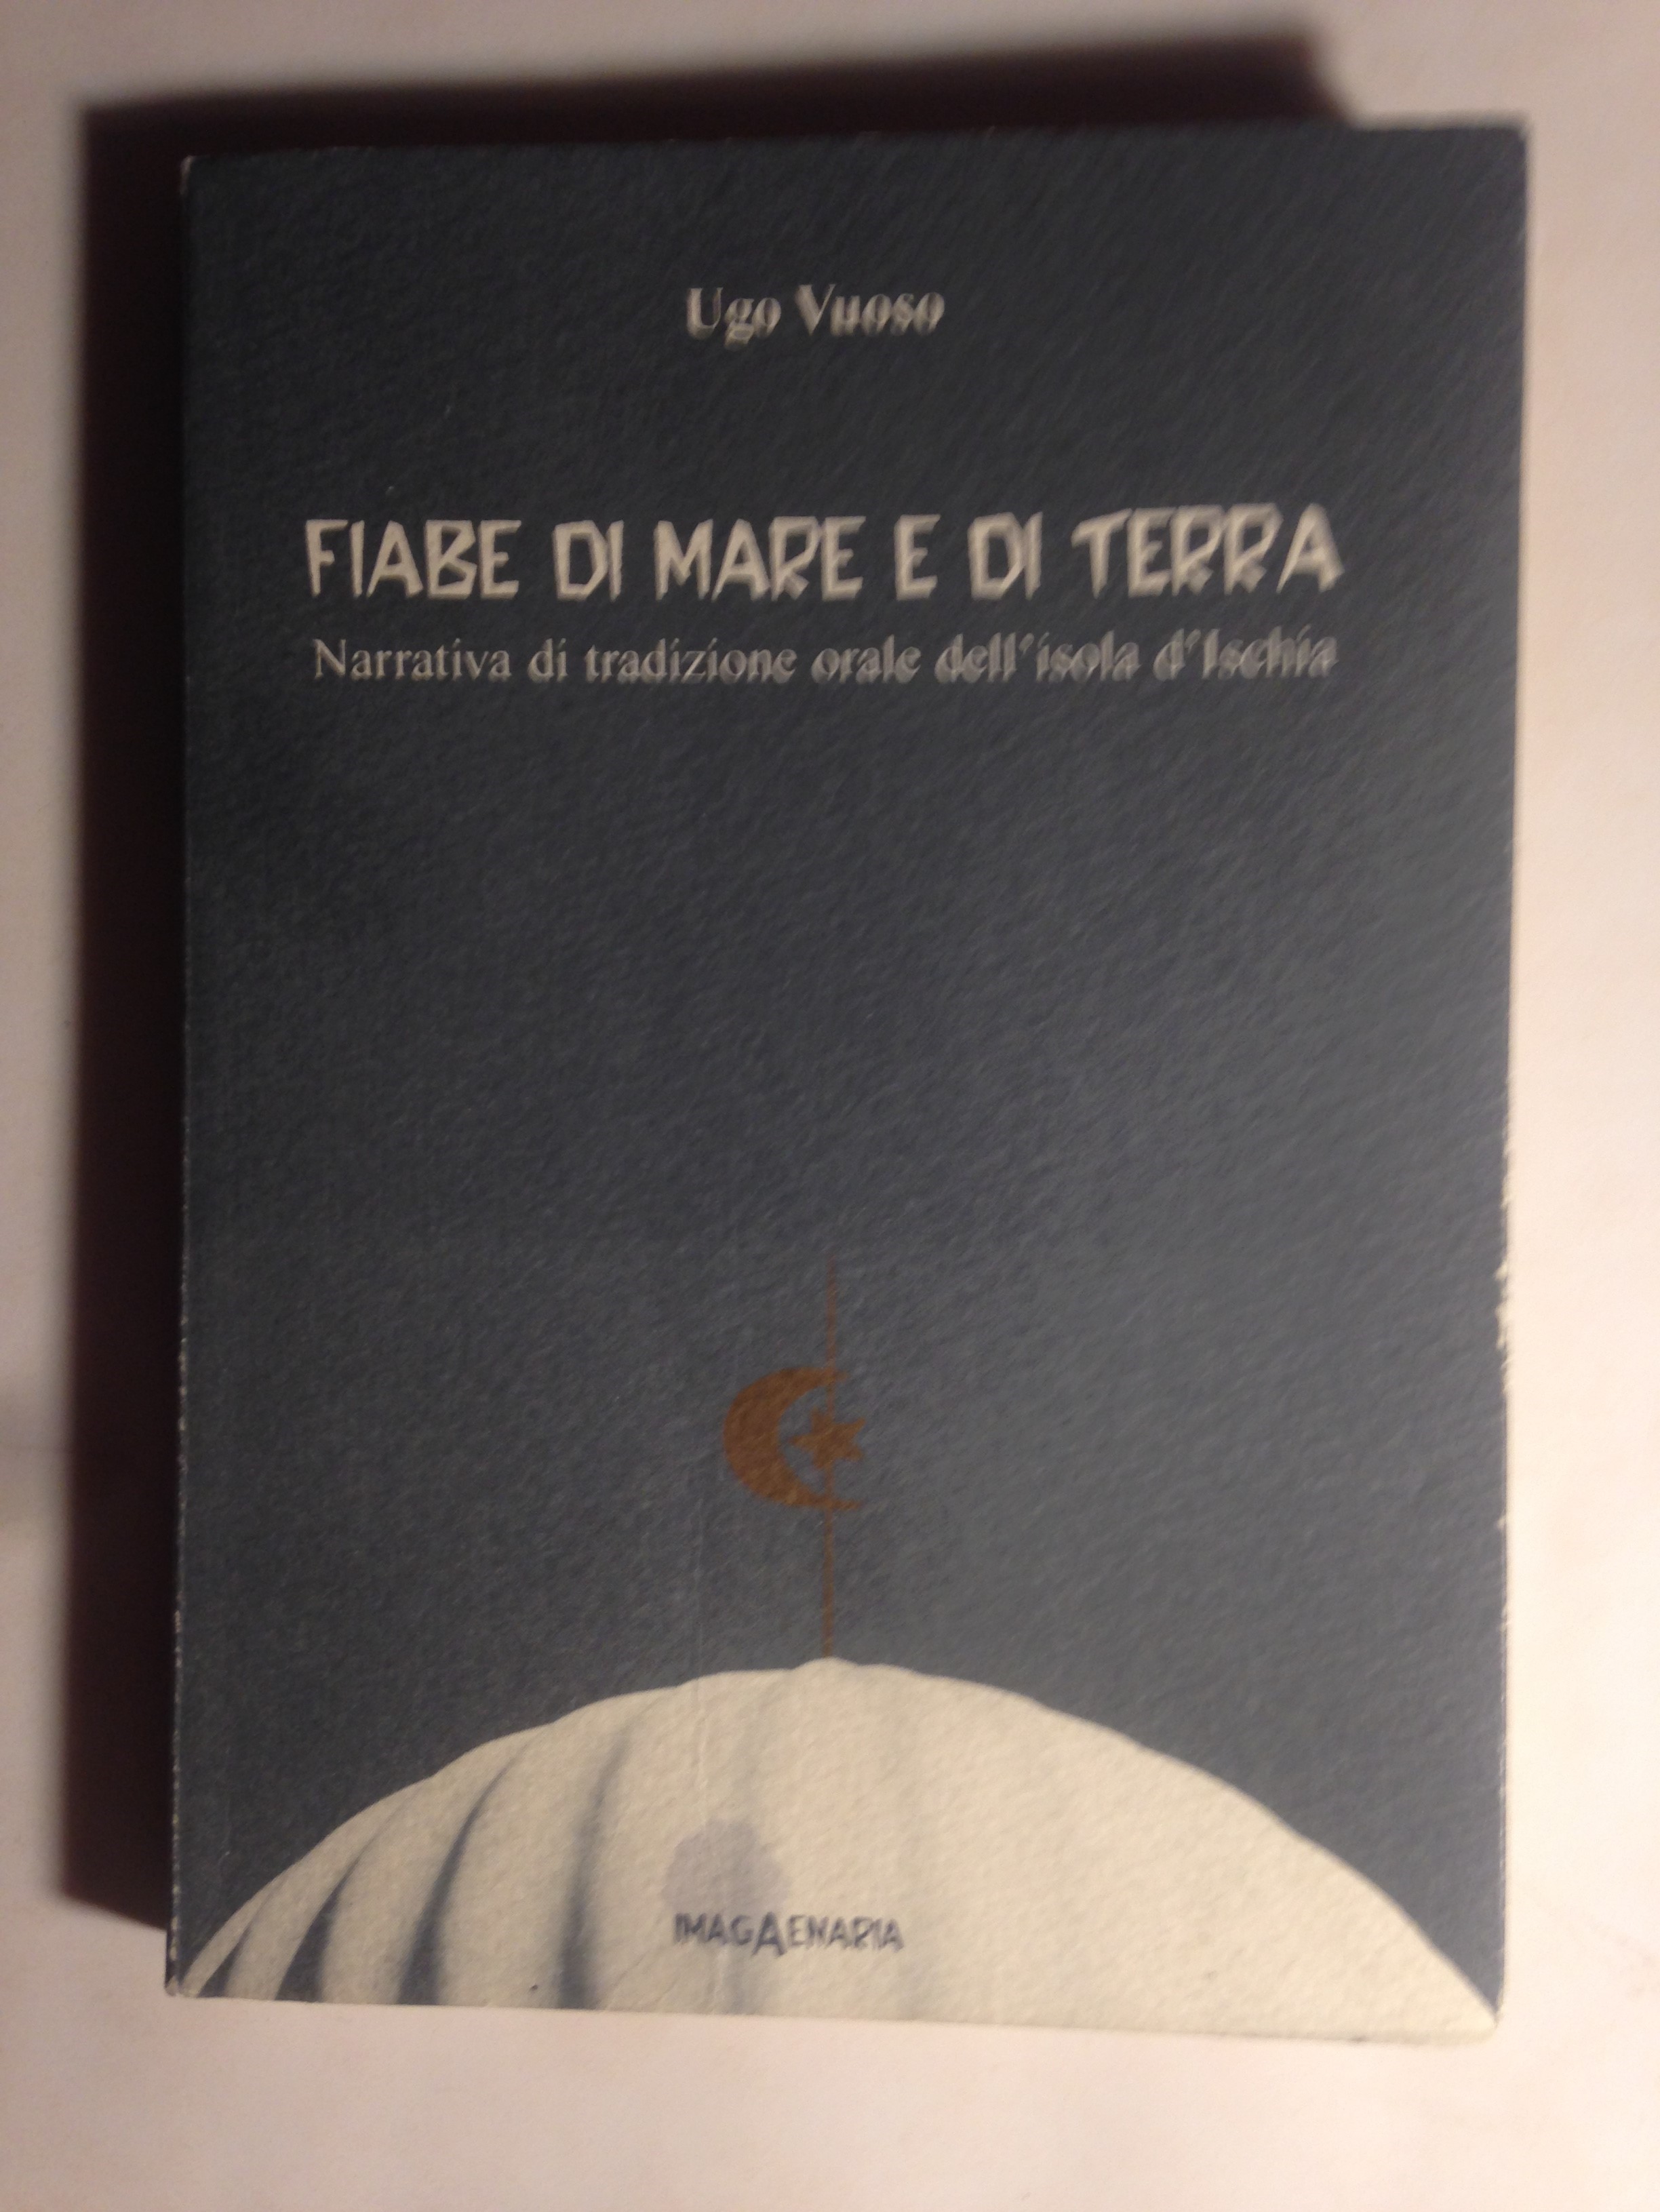 Ugo Vuoso
FIABE DI MARE E DI TERRA
Narrativa di tradizione orale dell'isola d'Ischia
IMAGAENARIA